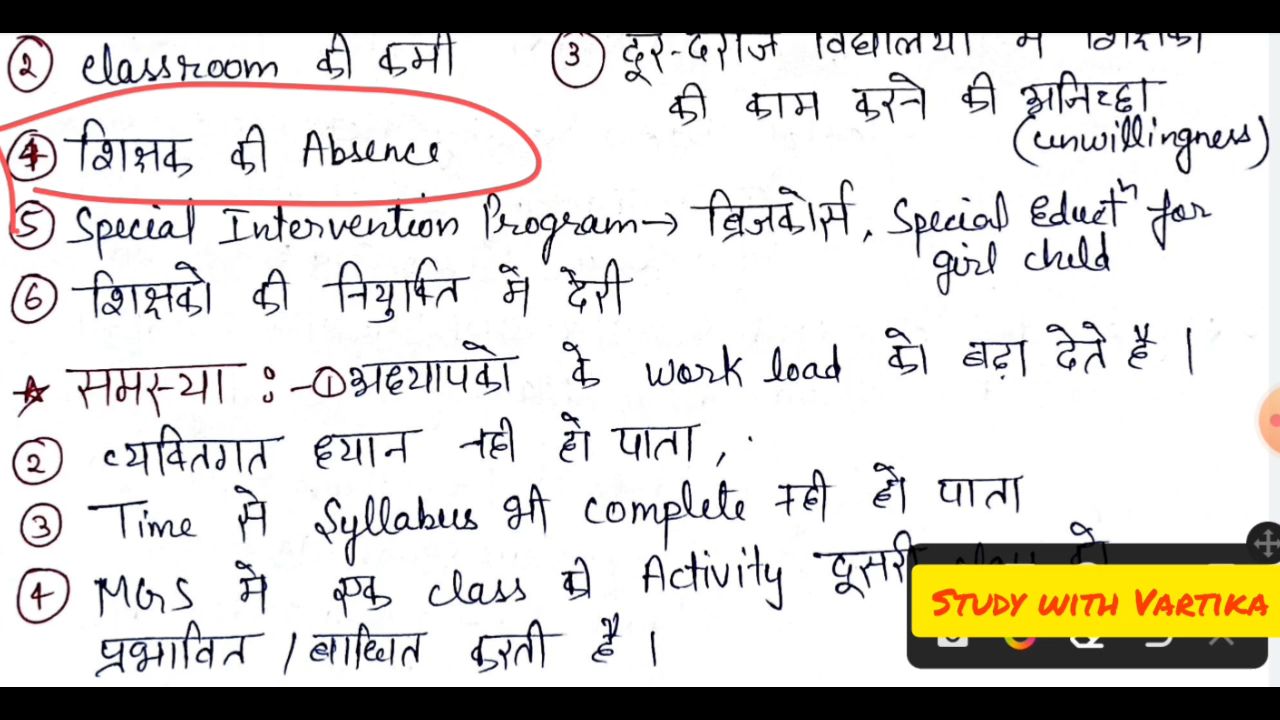 ② classroom की कमी
③ दूर-दराज विद्यालयों में शिक्षकों
की काम करने की अनिच्छा
(unwillingness)
④ शिक्षक की Absence
⑤ Special Intervention Program → ब्रिजकोर्स, Special Eductⁿ for
girl child
⑥ शिक्षको की नियुक्ति में देरी
★ समस्या :- ① अध्यापको के work load को बढ़ा देते है।
② व्यक्तिगत ध्यान नही हो पाता,
③ Time से Syllabus भी complete नही हो पाता
④ MGS में एक class की Activity दूसरी class को
प्रभावित / बाधित करती है।
STUDY WITH VARTIKA